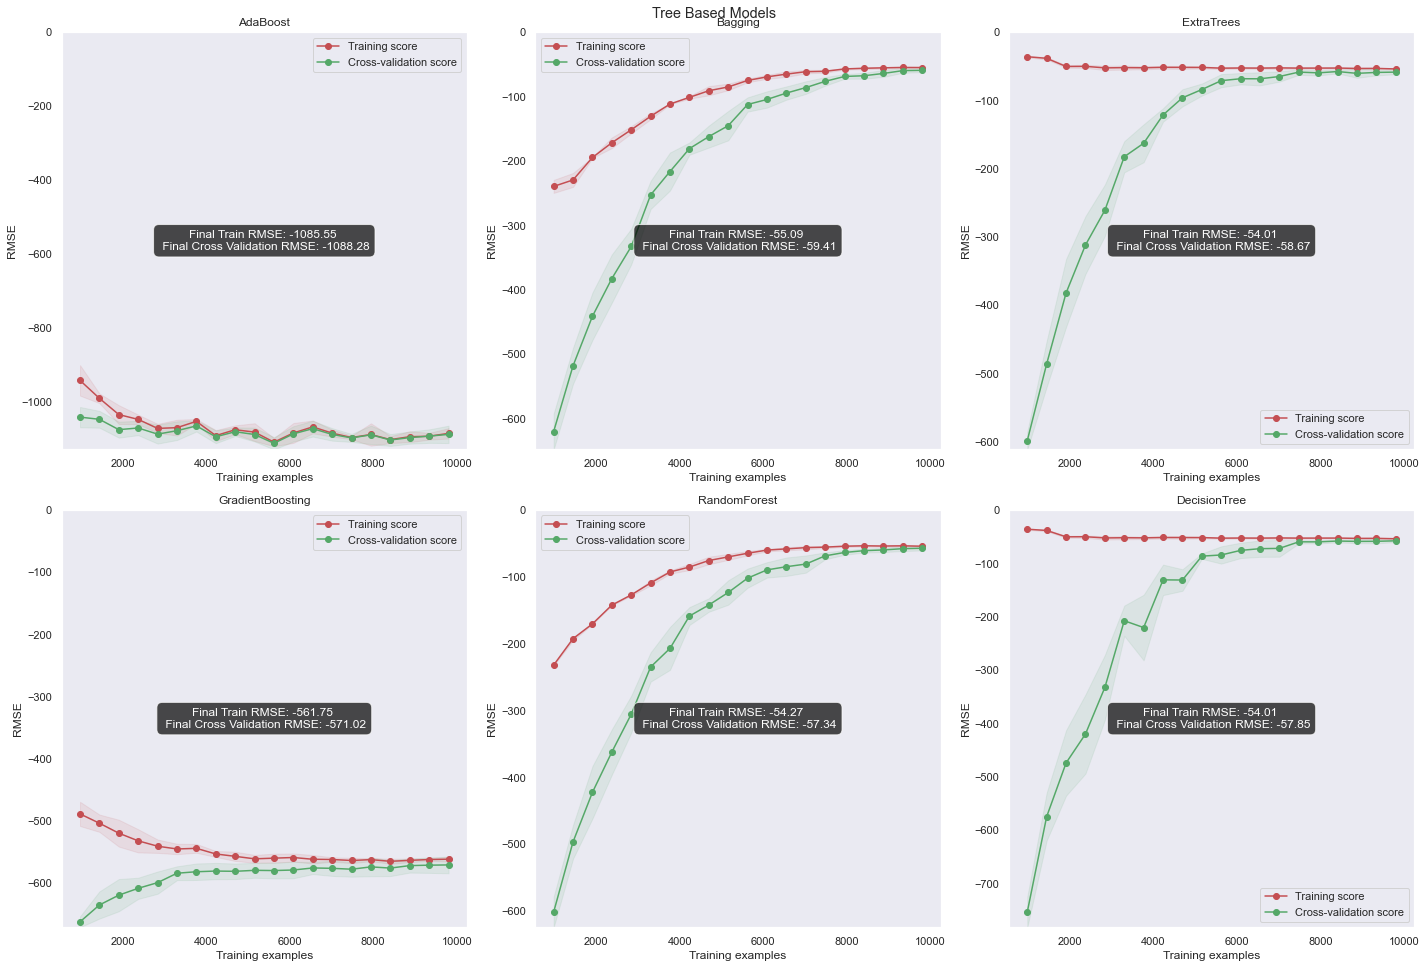 Tree Based Models
AdaBoost
0
−200
−400
−600
−800
−1000
RMSE
Training score
Cross-validation score
Final Train RMSE: -1085.55
Final Cross Validation RMSE: -1088.28
2000 4000 6000 8000 10000
Training examples
Bagging
0
−100
−200
−300
−400
−500
−600
RMSE
Training score
Cross-validation score
Final Train RMSE: -55.09
Final Cross Validation RMSE: -59.41
2000 4000 6000 8000 10000
Training examples
ExtraTrees
0
−100
−200
−300
−400
−500
−600
RMSE
Final Train RMSE: -54.01
Final Cross Validation RMSE: -58.67
Training score
Cross-validation score
2000 4000 6000 8000 10000
Training examples
GradientBoosting
0
−100
−200
−300
−400
−500
−600
RMSE
Training score
Cross-validation score
Final Train RMSE: -561.75
Final Cross Validation RMSE: -571.02
2000 4000 6000 8000 10000
Training examples
RandomForest
0
−100
−200
−300
−400
−500
−600
RMSE
Training score
Cross-validation score
Final Train RMSE: -54.27
Final Cross Validation RMSE: -57.34
2000 4000 6000 8000 10000
Training examples
DecisionTree
0
−100
−200
−300
−400
−500
−600
−700
RMSE
Final Train RMSE: -54.01
Final Cross Validation RMSE: -57.85
Training score
Cross-validation score
2000 4000 6000 8000 10000
Training examples